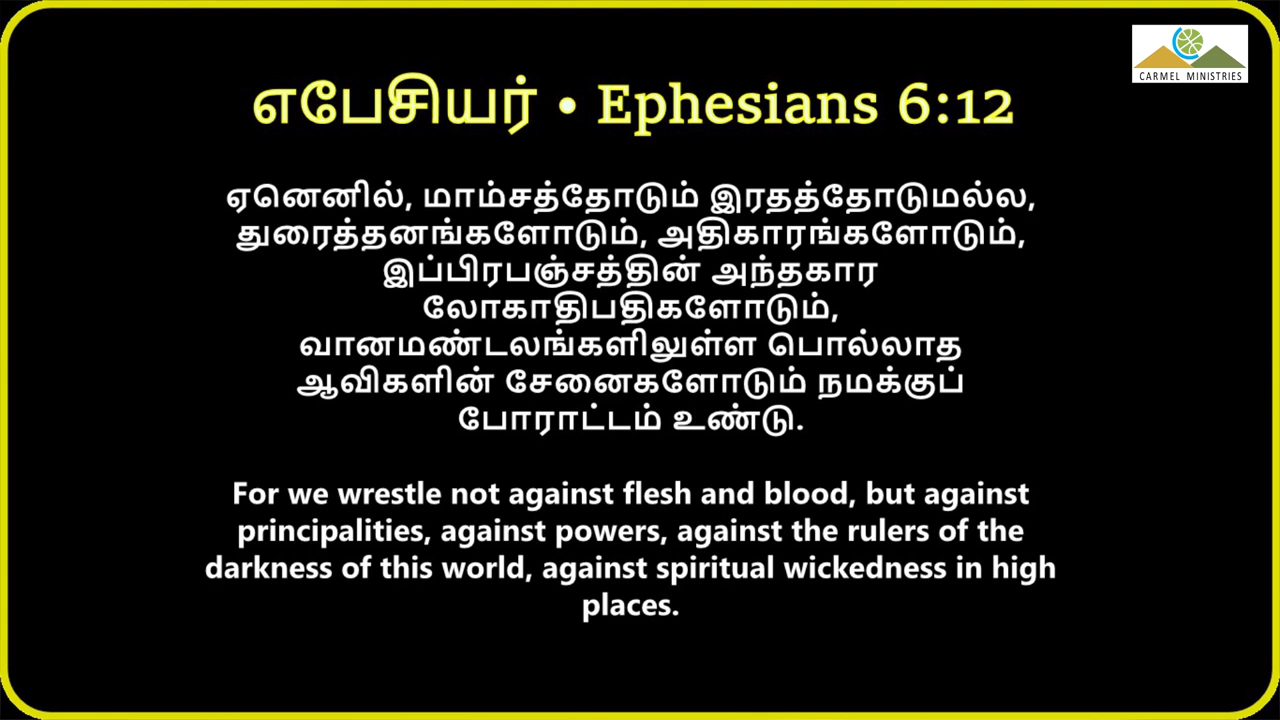 CARMEL MINISTRIES
எபேசியர் • Ephesians 6:12
ஏனெனில், மாம்சத்தோடும் இரதத்தோடுமல்ல,
துரைத்தனங்களோடும், அதிகாரங்களோடும்,
இப்பிரபஞ்சத்தின் அந்தகார
லோகாதிபதிகளோடும்,
வானமண்டலங்களிலுள்ள பொல்லாத
ஆவிகளின் சேனைகளோடும் நமக்குப்
போராட்டம் உண்டு.
For we wrestle not against flesh and blood, but against
principalities, against powers, against the rulers of the
darkness of this world, against spiritual wickedness in high
places.